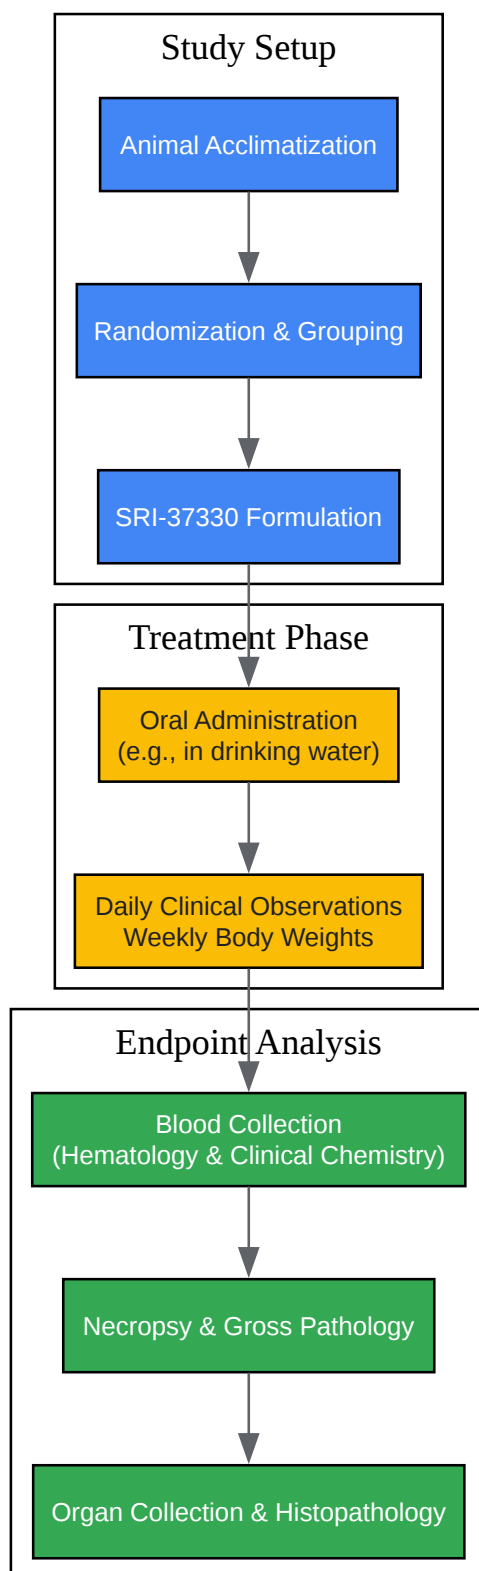 Study Setup
Animal Acclimatization
Randomization & Grouping
SRI-37330 Formulation
Treatment Phase
Oral Administration
(e.g., in drinking water)
Daily Clinical Observations
Weekly Body Weights
Endpoint Analysis
Blood Collection
(Hematology & Clinical Chemistry)
Necropsy & Gross Pathology
Organ Collection & Histopathology